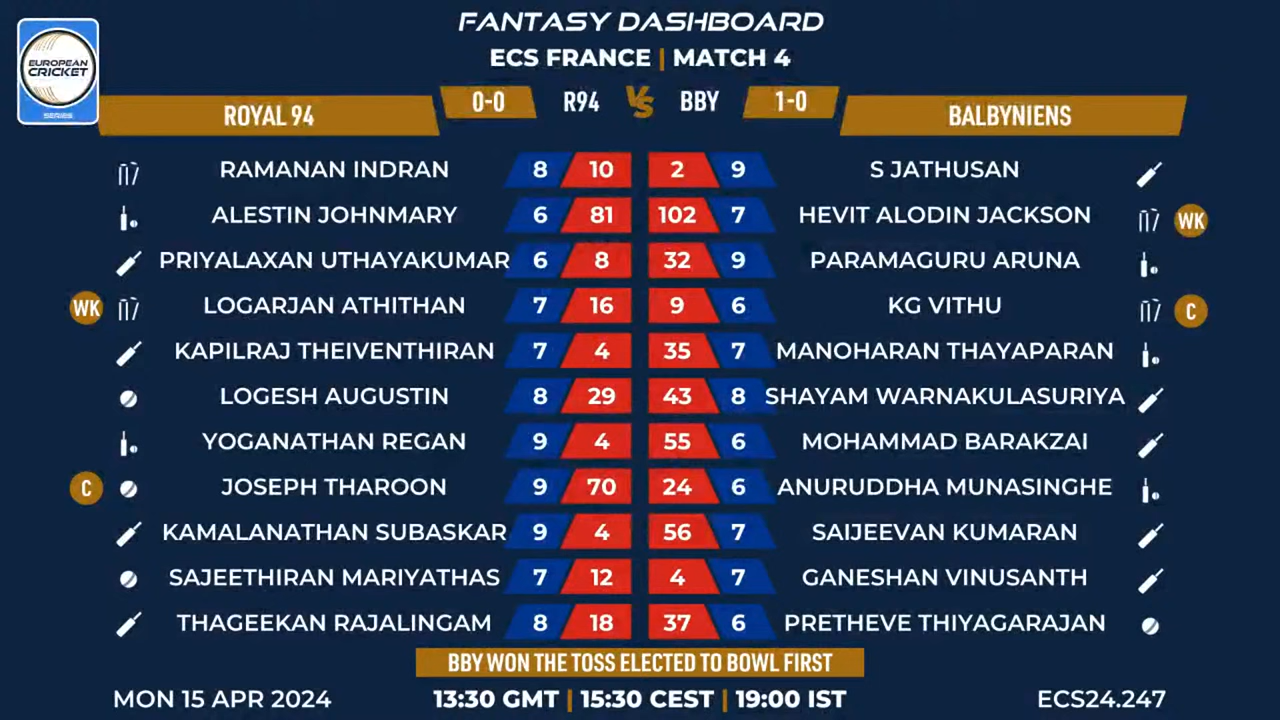 FANTASY DASHBOARD
EUROPEAN
CRICKET
SERIES
ECS FRANCE | MATCH 4
ROYAL 94 0-0 R94 VS BBY 1-0 BALBYNIENS
RAMANAN INDRAN 8 10 2 9 S JATHUSAN
ALESTIN JOHNMARY 6 81 102 7 HEVIT ALODIN JACKSON WK
PRIYALAXAN UTHAYAKUMAR 6 8 32 9 PARAMAGURU ARUNA
WK LOGARJAN ATHITHAN 7 16 9 6 KG VITHU C
KAPILRAJ THEIVENTHIRAN 7 4 35 7 MANOHARAN THAYAPARAN
LOGESH AUGUSTIN 8 29 43 8 SHAYAM WARNAKULASURIYA
YOGANATHAN REGAN 9 4 55 6 MOHAMMAD BARAKZAI
C JOSEPH THAROON 9 70 24 6 ANURUDDHA MUNASINGHE
KAMALANATHAN SUBASKAR 9 4 56 7 SAIJEEVAN KUMARAN
SAJEETHIRAN MARIYATHAS 7 12 4 7 GANESHAN VINUSANTH
THAGEEKAN RAJALINGAM 8 18 37 6 PRETHEVE THIYAGARAJAN
BBY WON THE TOSS ELECTED TO BOWL FIRST
MON 15 APR 2024 13:30 GMT | 15:30 CEST | 19:00 IST ECS24.247